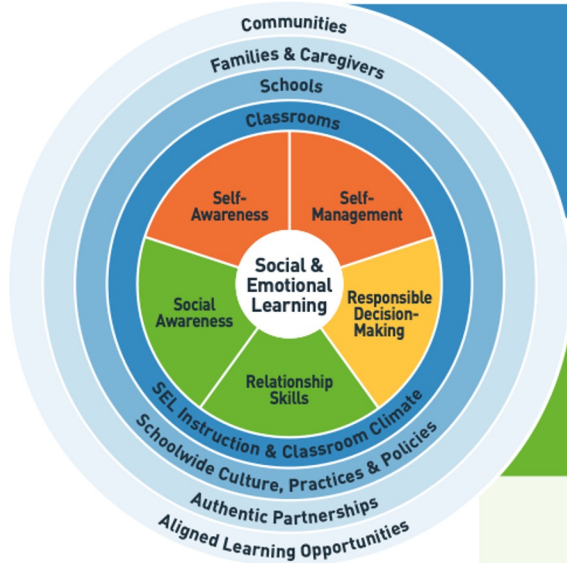 Communities
Families & Caregivers
Schools
Classrooms
Self-
Awareness
Self-
Management
Social &
Emotional
Learning
Social
Awareness
Responsible
Decision-
Making
Relationship
Skills
SEL Instruction & Classroom Climate
Schoolwide Culture, Practices & Policies
Authentic Partnerships
Aligned Learning Opportunities